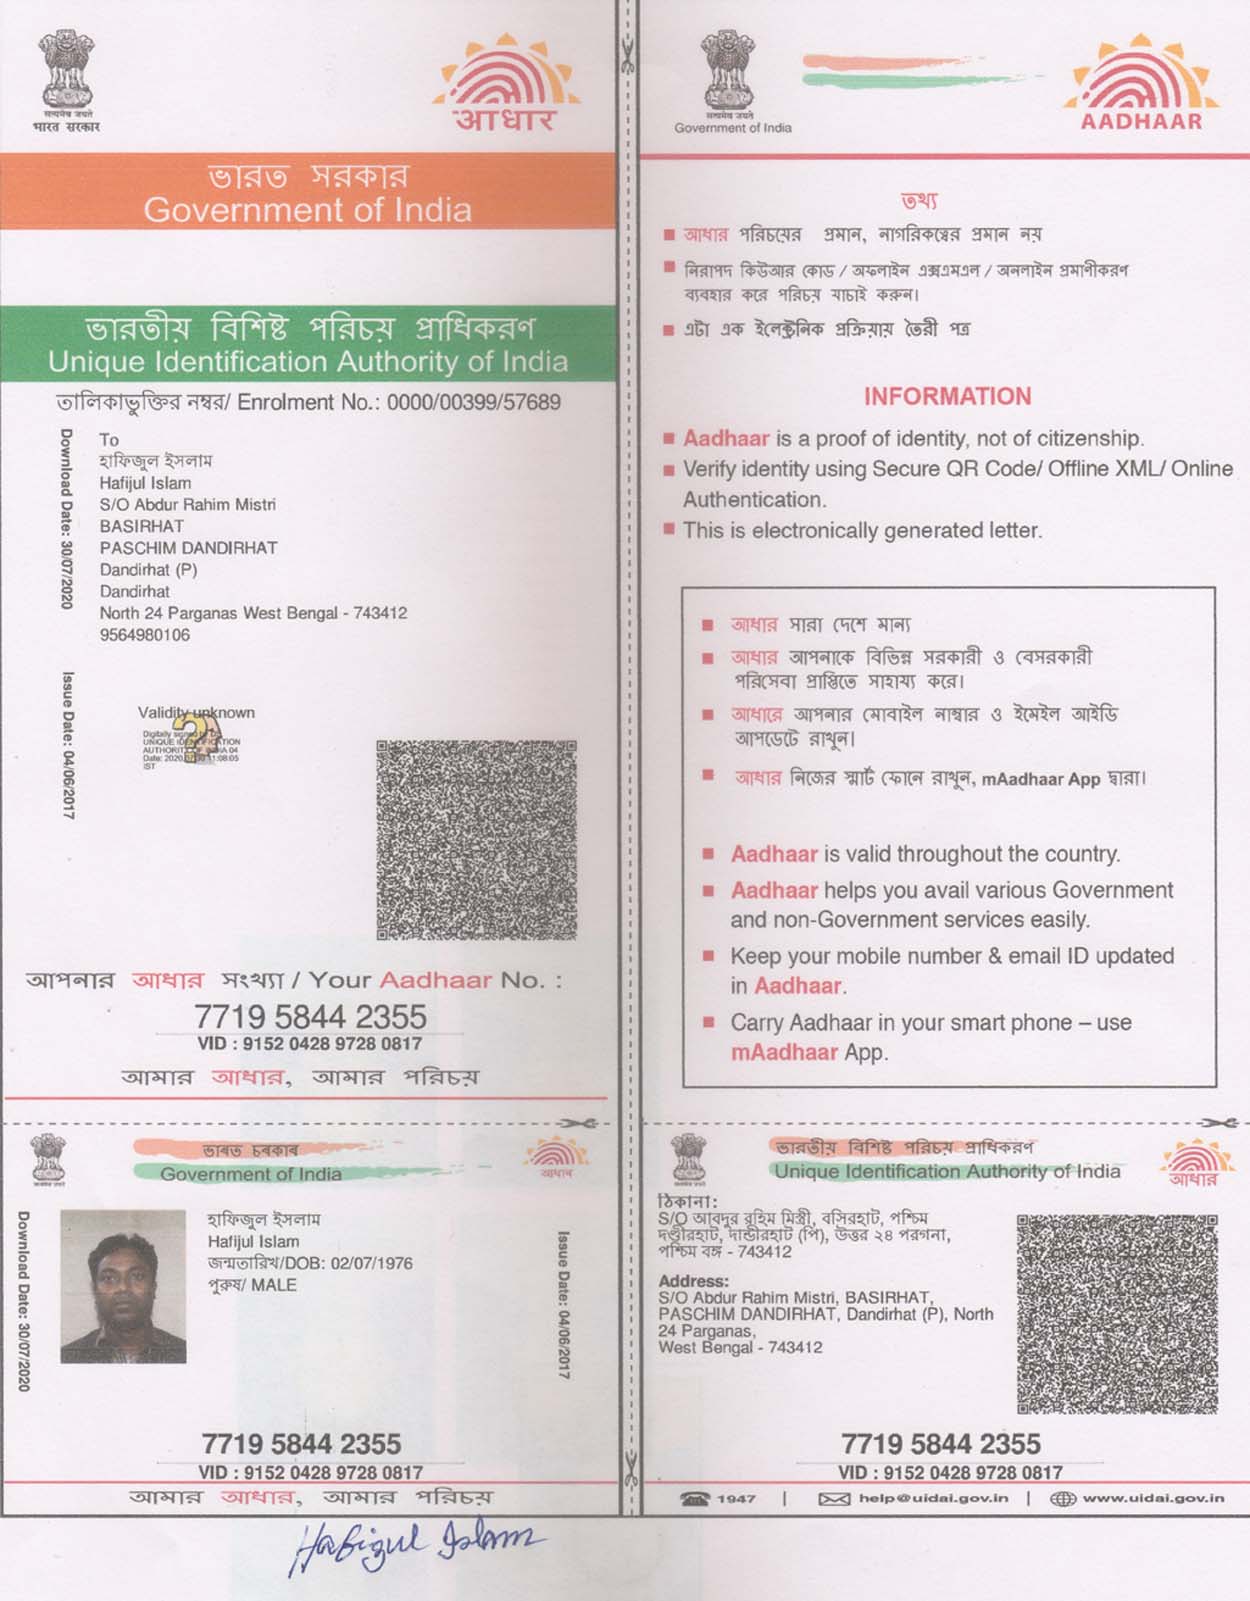 सत्यमेव जयते
भारत सरकार
आधार
ভারত সরকার
Government of India
ভারতীয় বিশিষ্ট পরিচয় প্রাধিকরণ
Unique Identification Authority of India
তালিকাভুক্তির নম্বর/ Enrolment No.: 0000/00399/57689
Download Date: 30/07/2020
To
হাফিজুল ইসলাম
Hafijul Islam
S/O Abdur Rahim Mistri
BASIRHAT
PASCHIM DANDIRHAT
Dandirhat (P)
Dandirhat
North 24 Parganas West Bengal - 743412
9564980106
Issue Date: 04/06/2017
Validity unknown
Digitally signed by
UNIQUE IDENTIFICATION
AUTHORITY OF INDIA 04
Date: 2020 11:08:05
IST
আপনার আধার সংখ্যা / Your Aadhaar No. :
7719 5844 2355
VID : 9152 0428 9728 0817
আমার আধার, আমার পরিচয়
ভাৰত চৰকাৰ
Government of India
আধাৰ
Download Date: 30/07/2020
হাফিজুল ইসলাম
Hafijul Islam
জন্মতারিখ/DOB: 02/07/1976
পুরুষ/ MALE
Issue Date: 04/06/2017
7719 5844 2355
VID : 9152 0428 9728 0817
আমার আধার, আমার পরিচয়
Hafizul Islam
सत्यमेव जयते
Government of India
AADHAAR
তথ্য
আধার পরিচয়ের প্রমান, নাগরিকত্বের প্রমান নয়
নিরাপদ কিউআর কোড / অফলাইন এক্সএমএল / অনলাইন প্রমাণীকরণ
ব্যবহার করে পরিচয় যাচাই করুন।
এটা এক ইলেক্ট্রনিক প্রক্রিয়ায় তৈরী পত্র
INFORMATION
Aadhaar is a proof of identity, not of citizenship.
Verify identity using Secure QR Code/ Offline XML/ Online
Authentication.
This is electronically generated letter.
আধার সারা দেশে মান্য
আধার আপনাকে বিভিন্ন সরকারী ও বেসরকারী
পরিসেবা প্রাপ্তিতে সাহায্য করে।
আধারে আপনার মোবাইল নাম্বার ও ইমেইল আইডি
আপডেটে রাখুন।
আধার নিজের স্মার্ট ফোনে রাখুন, mAadhaar App দ্বারা।
Aadhaar is valid throughout the country.
Aadhaar helps you avail various Government
and non-Government services easily.
Keep your mobile number & email ID updated
in Aadhaar.
Carry Aadhaar in your smart phone – use
mAadhaar App.
ভারতীয় বিশিষ্ট পরিচয় প্রাধিকরণ
Unique Identification Authority of India
आधार
ঠিকানা:
S/O আবদুর রহিম মিস্ত্রী, বসিরহাট, পশ্চিম
দণ্ডীরহাট, দান্ডীরহাট (পি), উত্তর ২৪ পরগনা,
পশ্চিম বঙ্গ - 743412
Address:
S/O Abdur Rahim Mistri, BASIRHAT,
PASCHIM DANDIRHAT, Dandirhat (P), North
24 Parganas,
West Bengal - 743412
7719 5844 2355
VID : 9152 0428 9728 0817
1947 | help@uidai.gov.in | www.uidai.gov.in